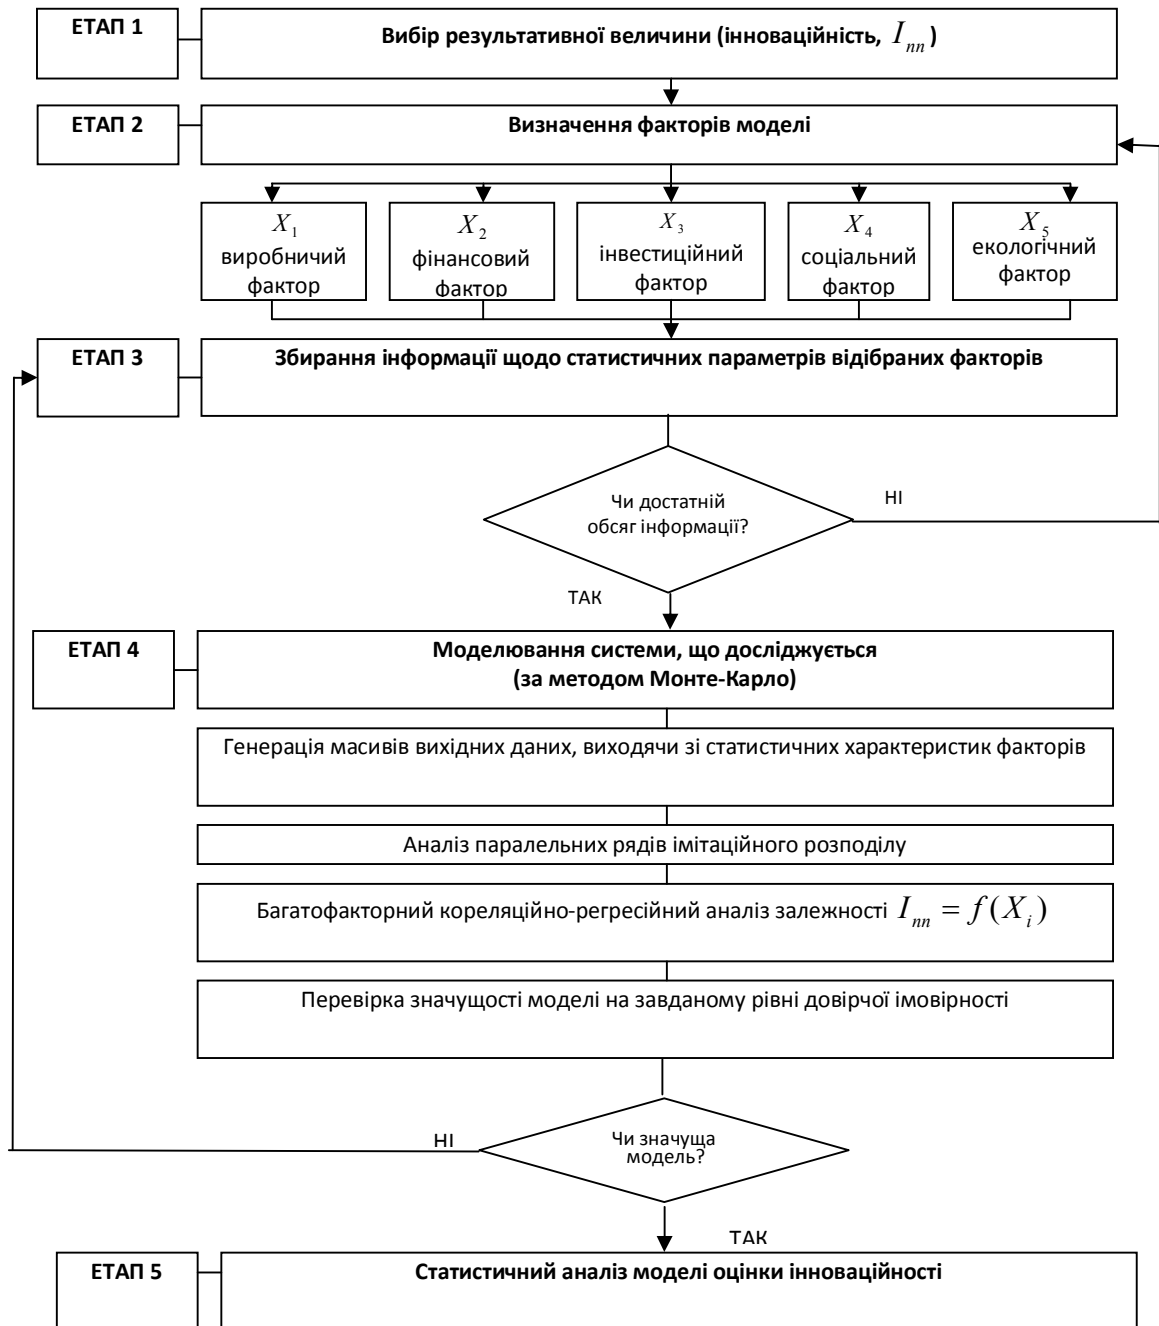 ЕТАП 1
Вибір результативної величини (інноваційність, I_{nn})
ЕТАП 2
Визначення факторів моделі
X_1
виробничий
фактор
X_2
фінансовий
фактор
X_3
інвестиційний
фактор
X_4
соціальний
фактор
X_5
екологічний
фактор
ЕТАП 3
Збирання інформації щодо статистичних параметрів відібраних факторів
Чи достатній
обсяг інформації?
НІ
ТАК
ЕТАП 4
Моделювання системи, що досліджується
(за методом Монте-Карло)
Генерація масивів вихідних даних, виходячи зі статистичних характеристик факторів
Аналіз паралельних рядів імітаційного розподілу
Багатофакторний кореляційно-регресійний аналіз залежності I_{nn} = f(X_i)
Перевірка значущості моделі на завданому рівні довірчої імовірності
НІ
Чи значуща
модель?
ТАК
ЕТАП 5
Статистичний аналіз моделі оцінки інноваційності